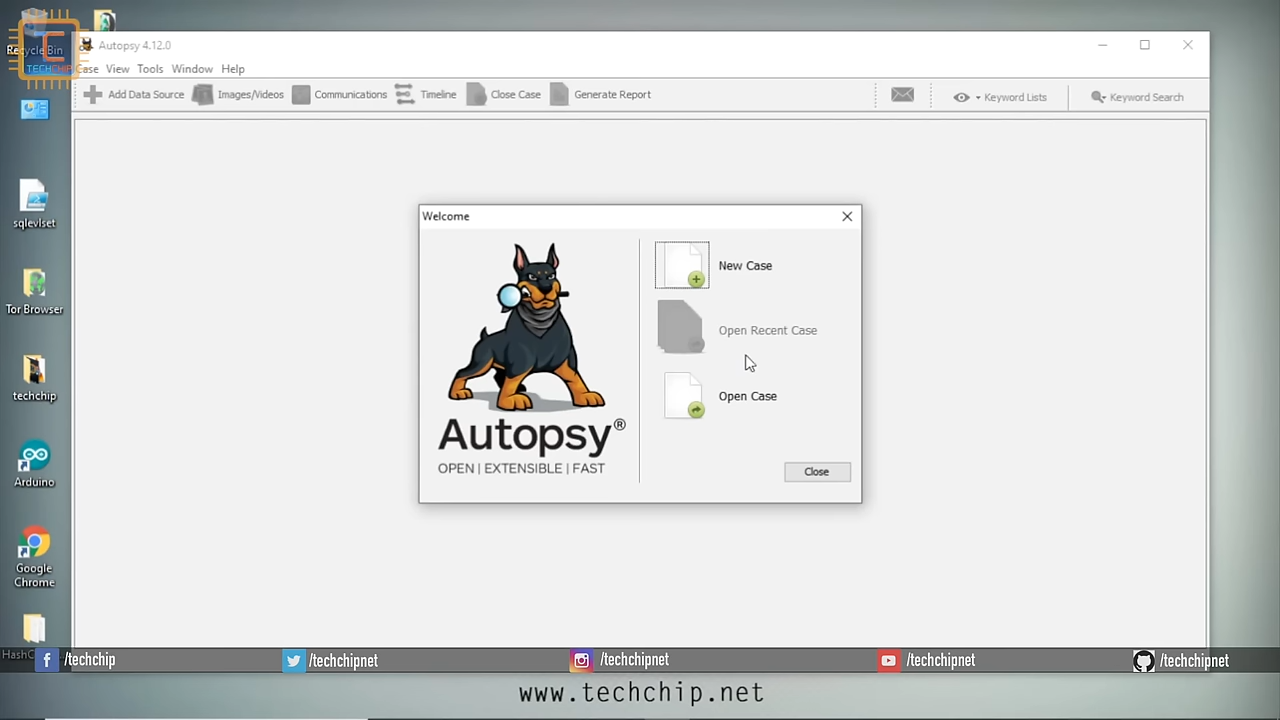 Recycle Bin
TECHCHIP
Autopsy 4.12.0
Case View Tools Window Help
Add Data Source Images/Videos Communications Timeline Close Case Generate Report Keyword Lists Keyword Search
sqlevlset
Tor Browser
techchip
Arduino
Google
Chrome
Welcome
New Case
Open Recent Case
Open Case
Autopsy®
OPEN | EXTENSIBLE | FAST
Close
/techchip /techchipnet /techchipnet /techchipnet /techchipnet
www.techchip.net